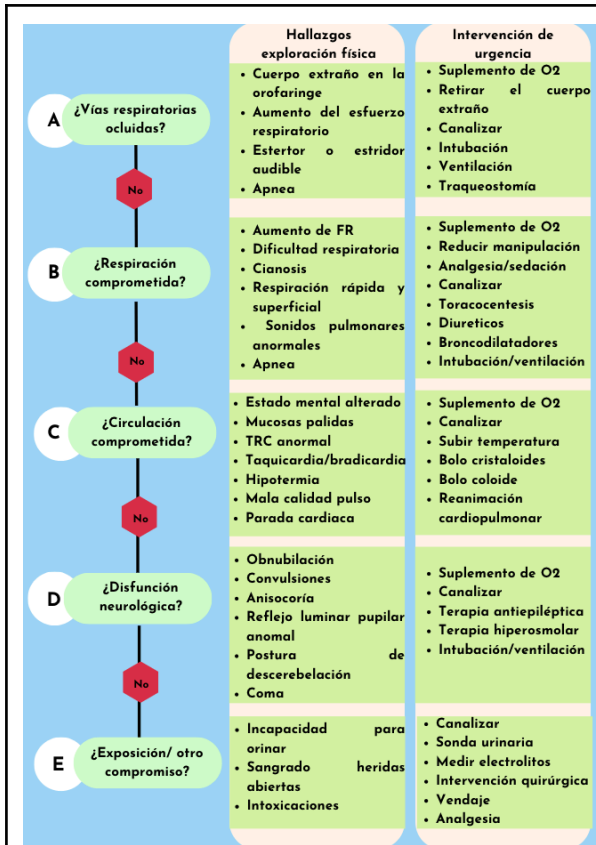 Hallazgos
exploración física
Intervención de
urgencia
A
¿Vías respiratorias
ocluidas?
• Cuerpo extraño en la
orofaringe
• Aumento del esfuerzo
respiratorio
• Estertor o estridor
audible
• Apnea
• Suplemento de O2
• Retirar el cuerpo
extraño
• Canalizar
• Intubación
• Ventilación
• Traqueostomía
No
B
¿Respiración
comprometida?
• Aumento de FR
• Dificultad respiratoria
• Cianosis
• Respiración rápida y
superficial
• Sonidos pulmonares
anormales
• Apnea
• Suplemento de O2
• Reducir manipulación
• Analgesia/sedación
• Canalizar
• Toracocentesis
• Diureticos
• Broncodilatadores
• Intubación/ventilación
No
C
¿Circulación
comprometida?
• Estado mental alterado
• Mucosas palidas
• TRC anormal
• Taquicardia/bradicardia
• Hipotermia
• Mala calidad pulso
• Parada cardiaca
• Suplemento de O2
• Canalizar
• Subir temperatura
• Bolo cristaloides
• Bolo coloide
• Reanimación
cardiopulmonar
No
D
¿Disfunción
neurológica?
• Obnubilación
• Convulsiones
• Anisocoría
• Reflejo luminar pupilar
anomal
• Postura de
descerebelación
• Coma
• Suplemento de O2
• Canalizar
• Terapia antiepiléptica
• Terapia hiperosmolar
• Intubación/ventilación
No
E
¿Exposición/ otro
compromiso?
• Incapacidad para
orinar
• Sangrado heridas
abiertas
• Intoxicaciones
• Canalizar
• Sonda urinaria
• Medir electrolitos
• Intervención quirúrgica
• Vendaje
• Analgesia